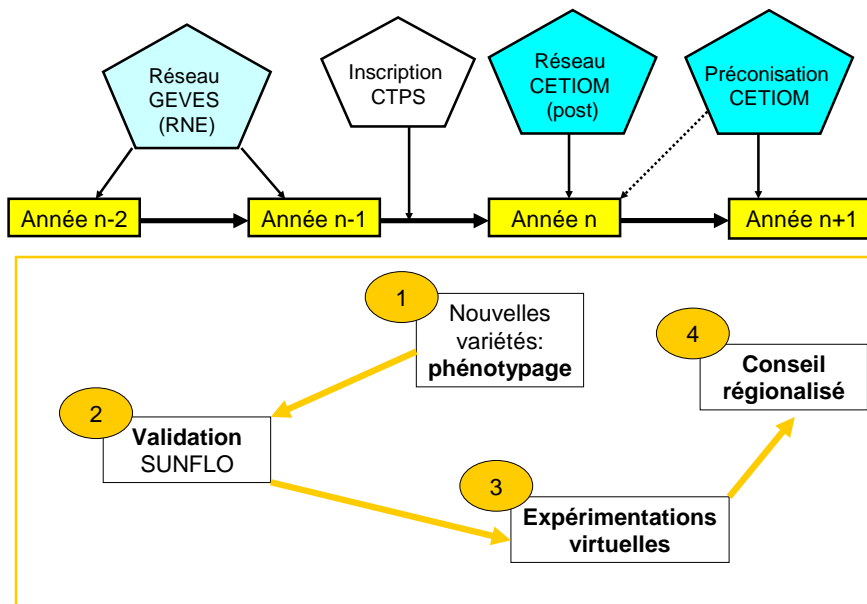 Réseau
GEVES
(RNE)
Inscription
CTPS
Réseau
CETIOM
(post)
Préconisation
CETIOM
Année n-2
Année n-1
Année n
Année n+1
1
Nouvelles
variétés:
phénotypage
2
Validation
SUNFLO
3
Expérimentations
virtuelles
4
Conseil
régionalisé